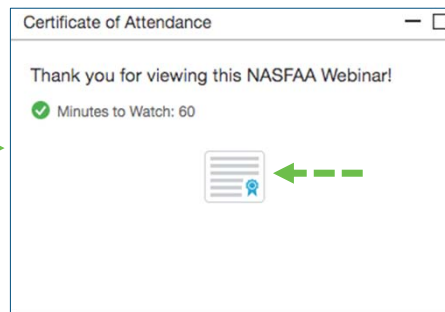 Certificate of Attendance
Thank you for viewing this NASFAA Webinar!
Minutes to Watch: 60